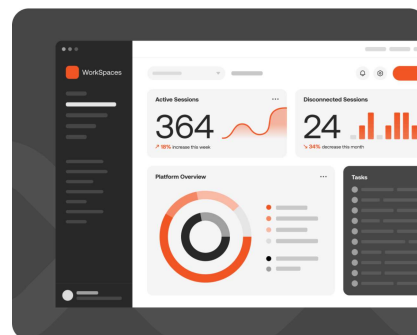 WorkSpaces
Active Sessions
364
↗ 18% increase this week
Disconnected Sessions
24
↘ 34% decrease this month
Platform Overview
Tasks